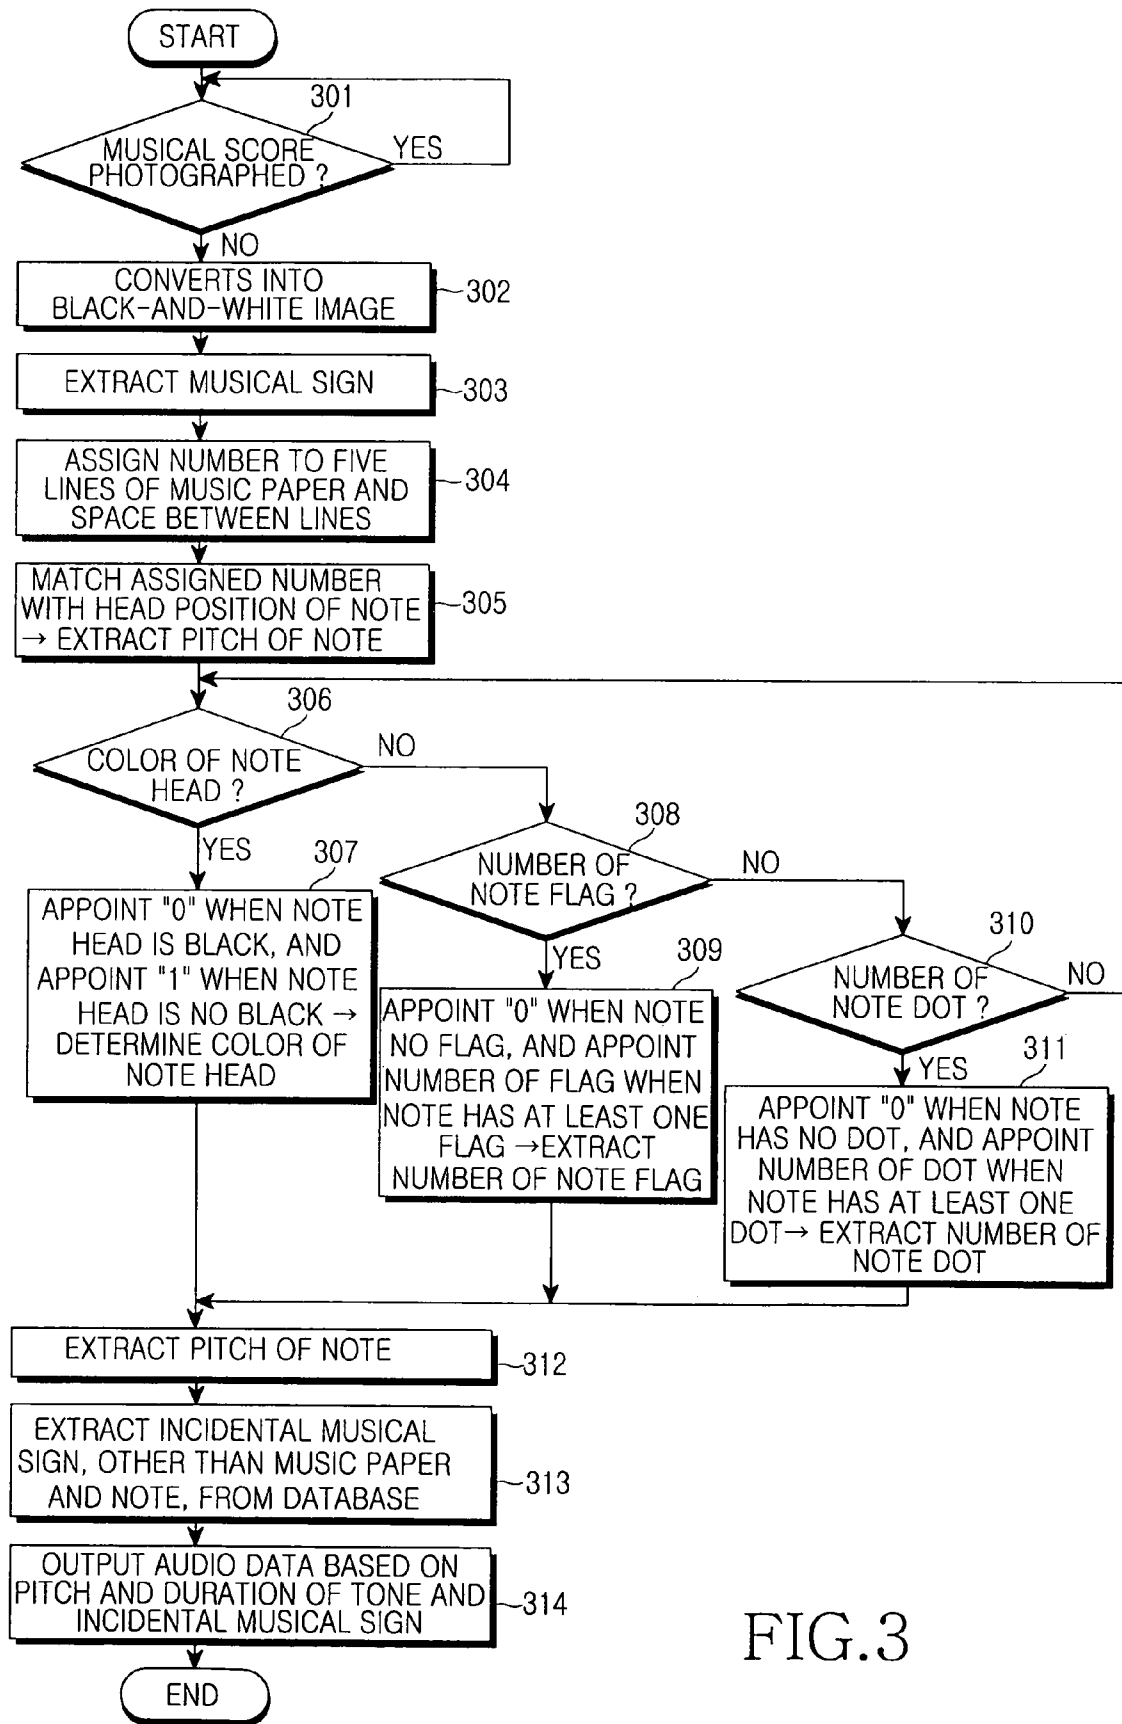 START
301
MUSICAL SCORE
PHOTOGRAPHED ?
YES
NO
CONVERTS INTO
BLACK-AND-WHITE IMAGE
302
EXTRACT MUSICAL SIGN
303
ASSIGN NUMBER TO FIVE
LINES OF MUSIC PAPER AND
SPACE BETWEEN LINES
304
MATCH ASSIGNED NUMBER
WITH HEAD POSITION OF NOTE
→ EXTRACT PITCH OF NOTE
305
306
COLOR OF NOTE
HEAD ?
NO
YES
307
APPOINT "0" WHEN NOTE
HEAD IS BLACK, AND
APPOINT "1" WHEN NOTE
HEAD IS NO BLACK →
DETERMINE COLOR OF
NOTE HEAD
308
NUMBER OF
NOTE FLAG ?
NO
YES
309
APPOINT "0" WHEN NOTE
NO FLAG, AND APPOINT
NUMBER OF FLAG WHEN
NOTE HAS AT LEAST ONE
FLAG →EXTRACT
NUMBER OF NOTE FLAG
310
NUMBER OF
NOTE DOT ?
NO
YES
311
APPOINT "0" WHEN NOTE
HAS NO DOT, AND APPOINT
NUMBER OF DOT WHEN
NOTE HAS AT LEAST ONE
DOT→ EXTRACT NUMBER OF
NOTE DOT
EXTRACT PITCH OF NOTE
312
EXTRACT INCIDENTAL MUSICAL
SIGN, OTHER THAN MUSIC PAPER
AND NOTE, FROM DATABASE
313
OUTPUT AUDIO DATA BASED ON
PITCH AND DURATION OF TONE AND
INCIDENTAL MUSICAL SIGN
314
END
FIG.3